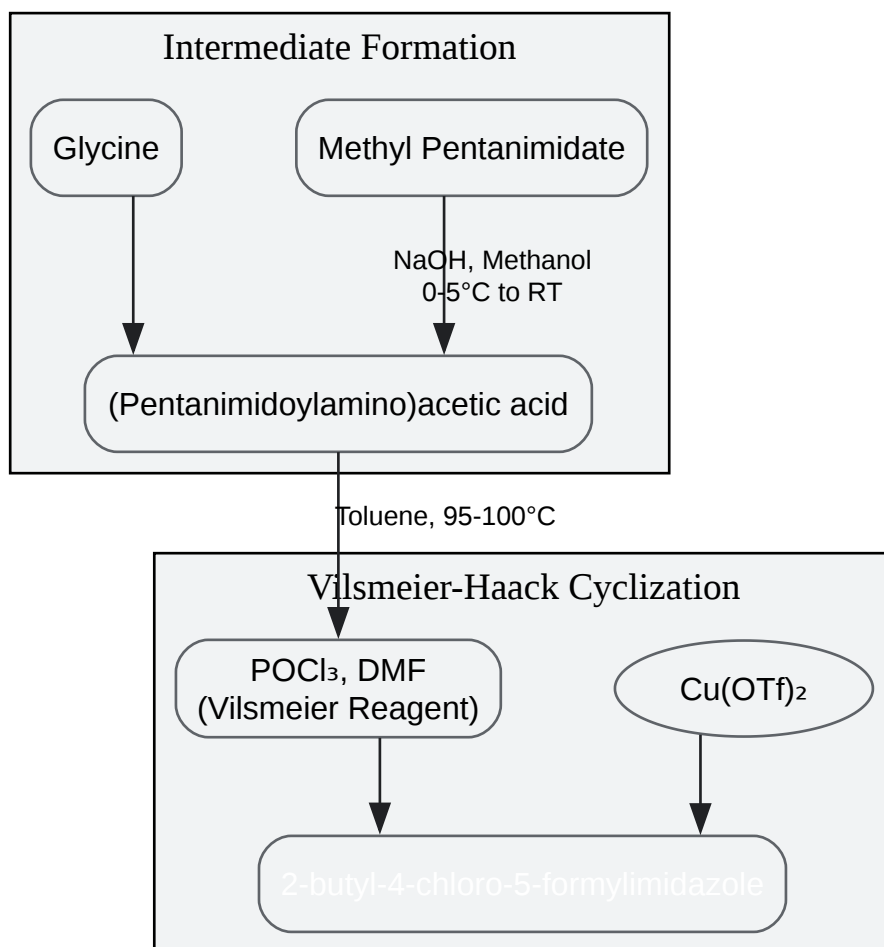 Intermediate Formation
Glycine
Methyl Pentanimidate
NaOH, Methanol
0-5°C to RT
(Pentanimidoylamino)acetic acid
Toluene, 95-100°C
Vilsmeier-Haack Cyclization
POCl₃, DMF
(Vilsmeier Reagent)
Cu(OTf)₂
2-butyl-4-chloro-5-formylimidazole